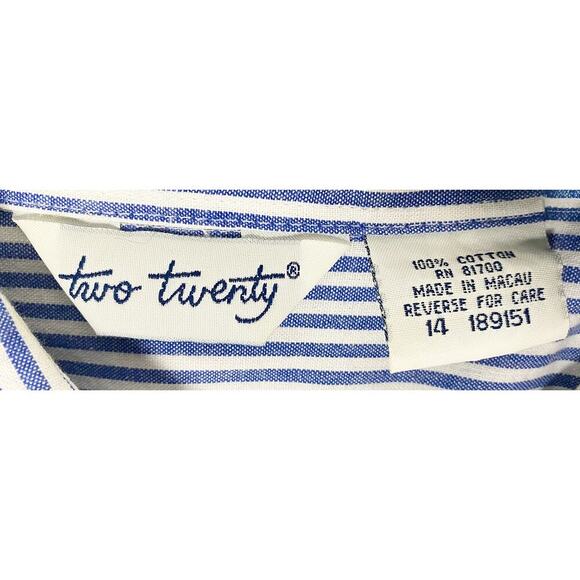 two twenty®
100% COTTON
RN 81700
MADE IN MACAU
REVERSE FOR CARE
14 189151